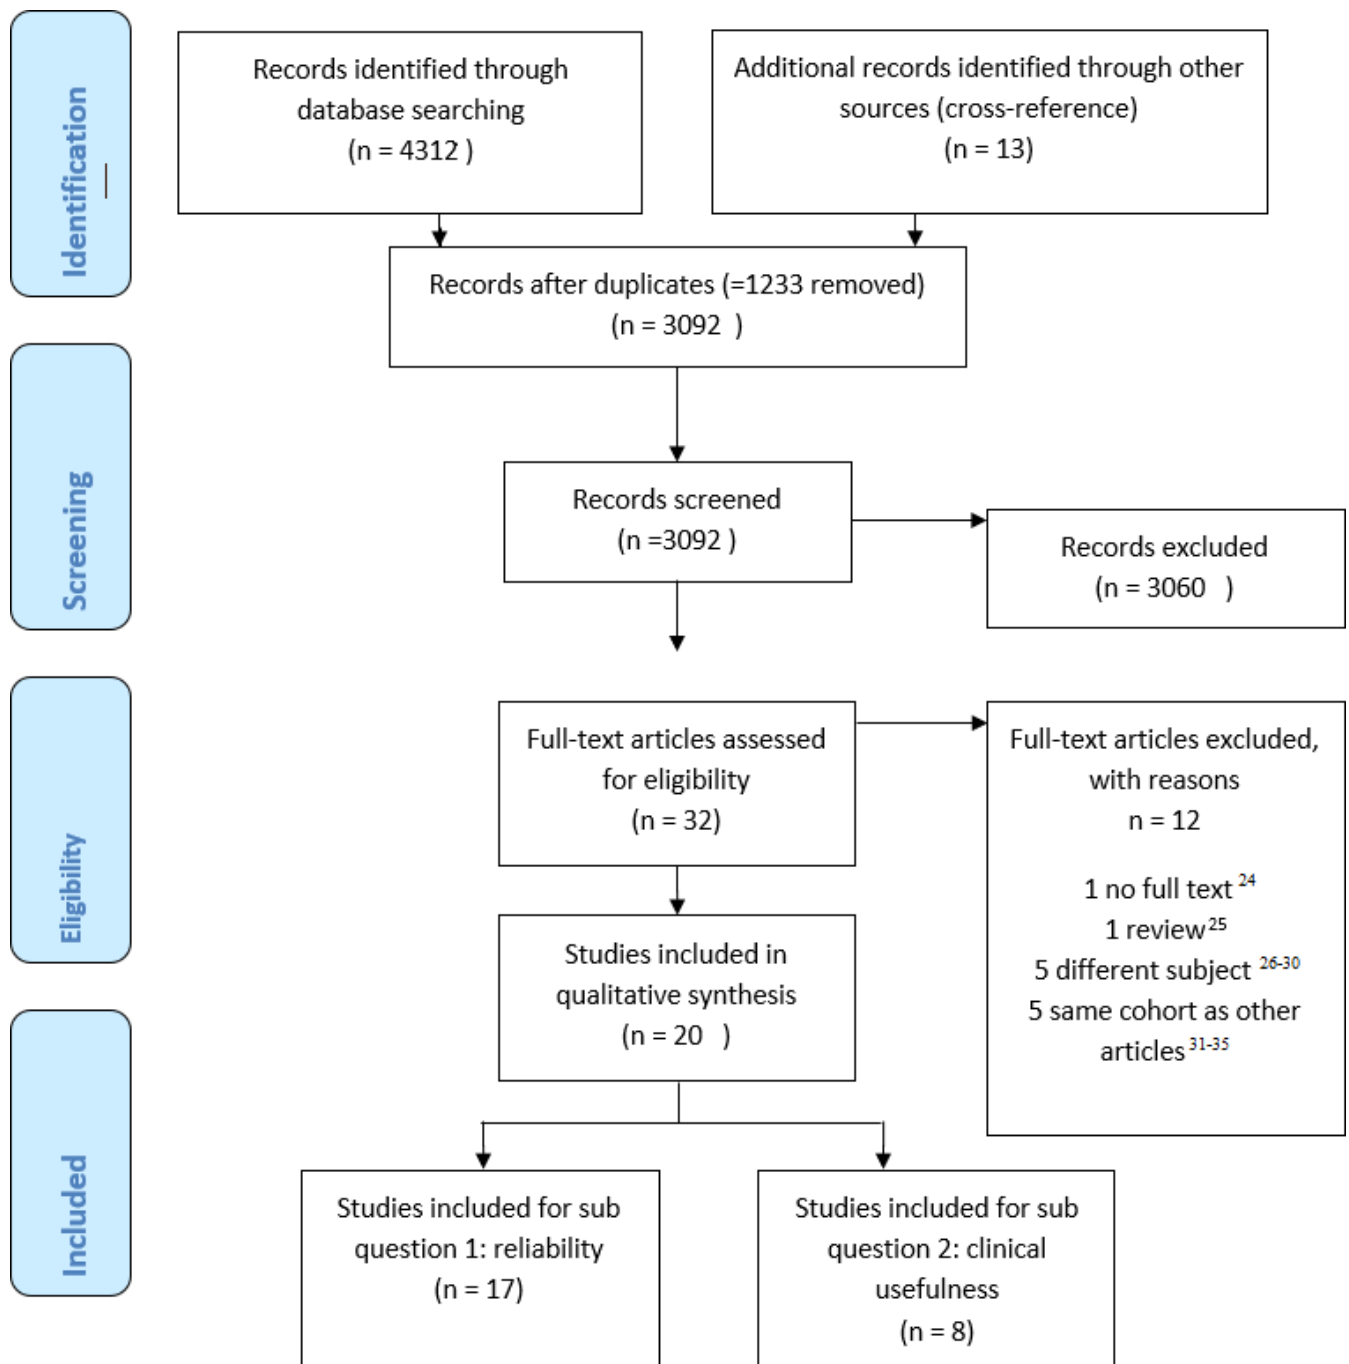 Identification
Records identified through
database searching
(n = 4312 )
Additional records identified through other
sources (cross-reference)
(n = 13)
Records after duplicates (=1233 removed)
(n = 3092 )
Screening
Records screened
(n =3092 )
Records excluded
(n = 3060 )
Eligibility
Full-text articles assessed
for eligibility
(n = 32)
Full-text articles excluded,
with reasons
n = 12
1 no full text 24
1 review 25
5 different subject 26-30
5 same cohort as other
articles 31-35
Studies included in
qualitative synthesis
(n = 20 )
Included
Studies included for sub
question 1: reliability
(n = 17)
Studies included for sub
question 2: clinical
usefulness
(n = 8)